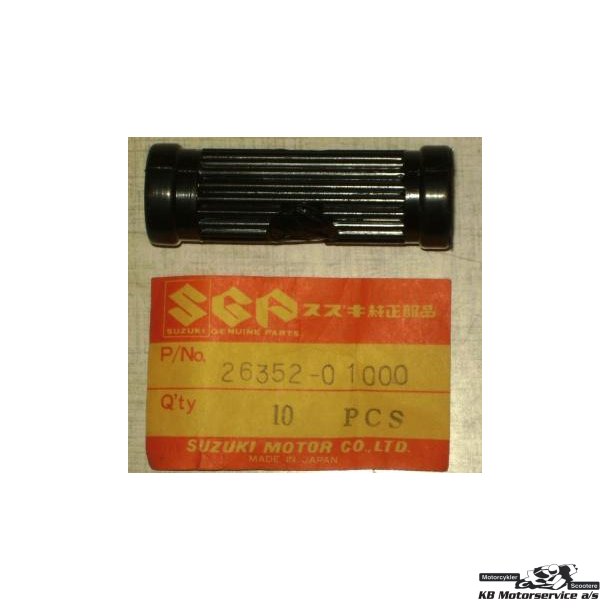 SGP スズキ純正部品
SUZUKI GENUINE PARTS
P/No. 26352-01000
Q'ty 10 PCS
SUZUKI MOTOR CO., LTD.
MADE IN JAPAN
Motorcykler Scootere
KB Motorservice a/s